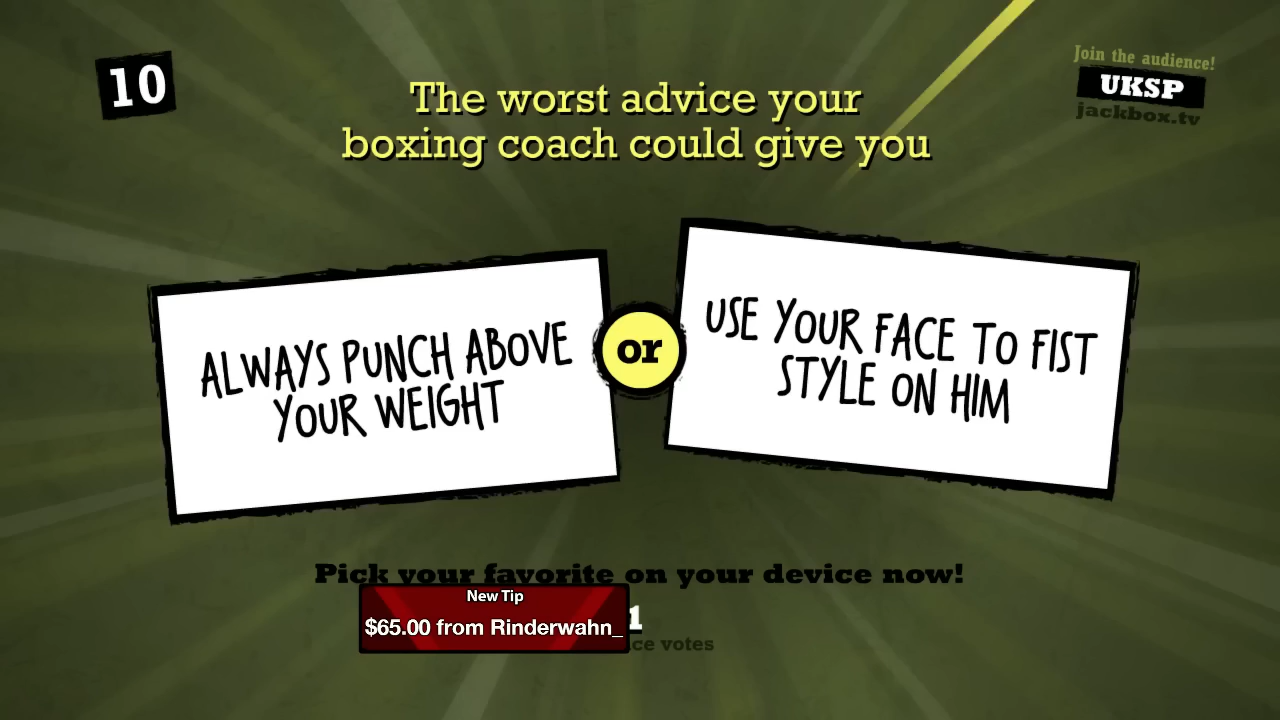 10
The worst advice your
boxing coach could give you
Join the audience!
UKSP
jackbox.tv
ALWAYS PUNCH ABOVE
YOUR WEIGHT
or
USE YOUR FACE TO FIST
STYLE ON HIM
Pick your favorite on your device now!
New Tip
$65.00 from Rinderwahn_
1
votes